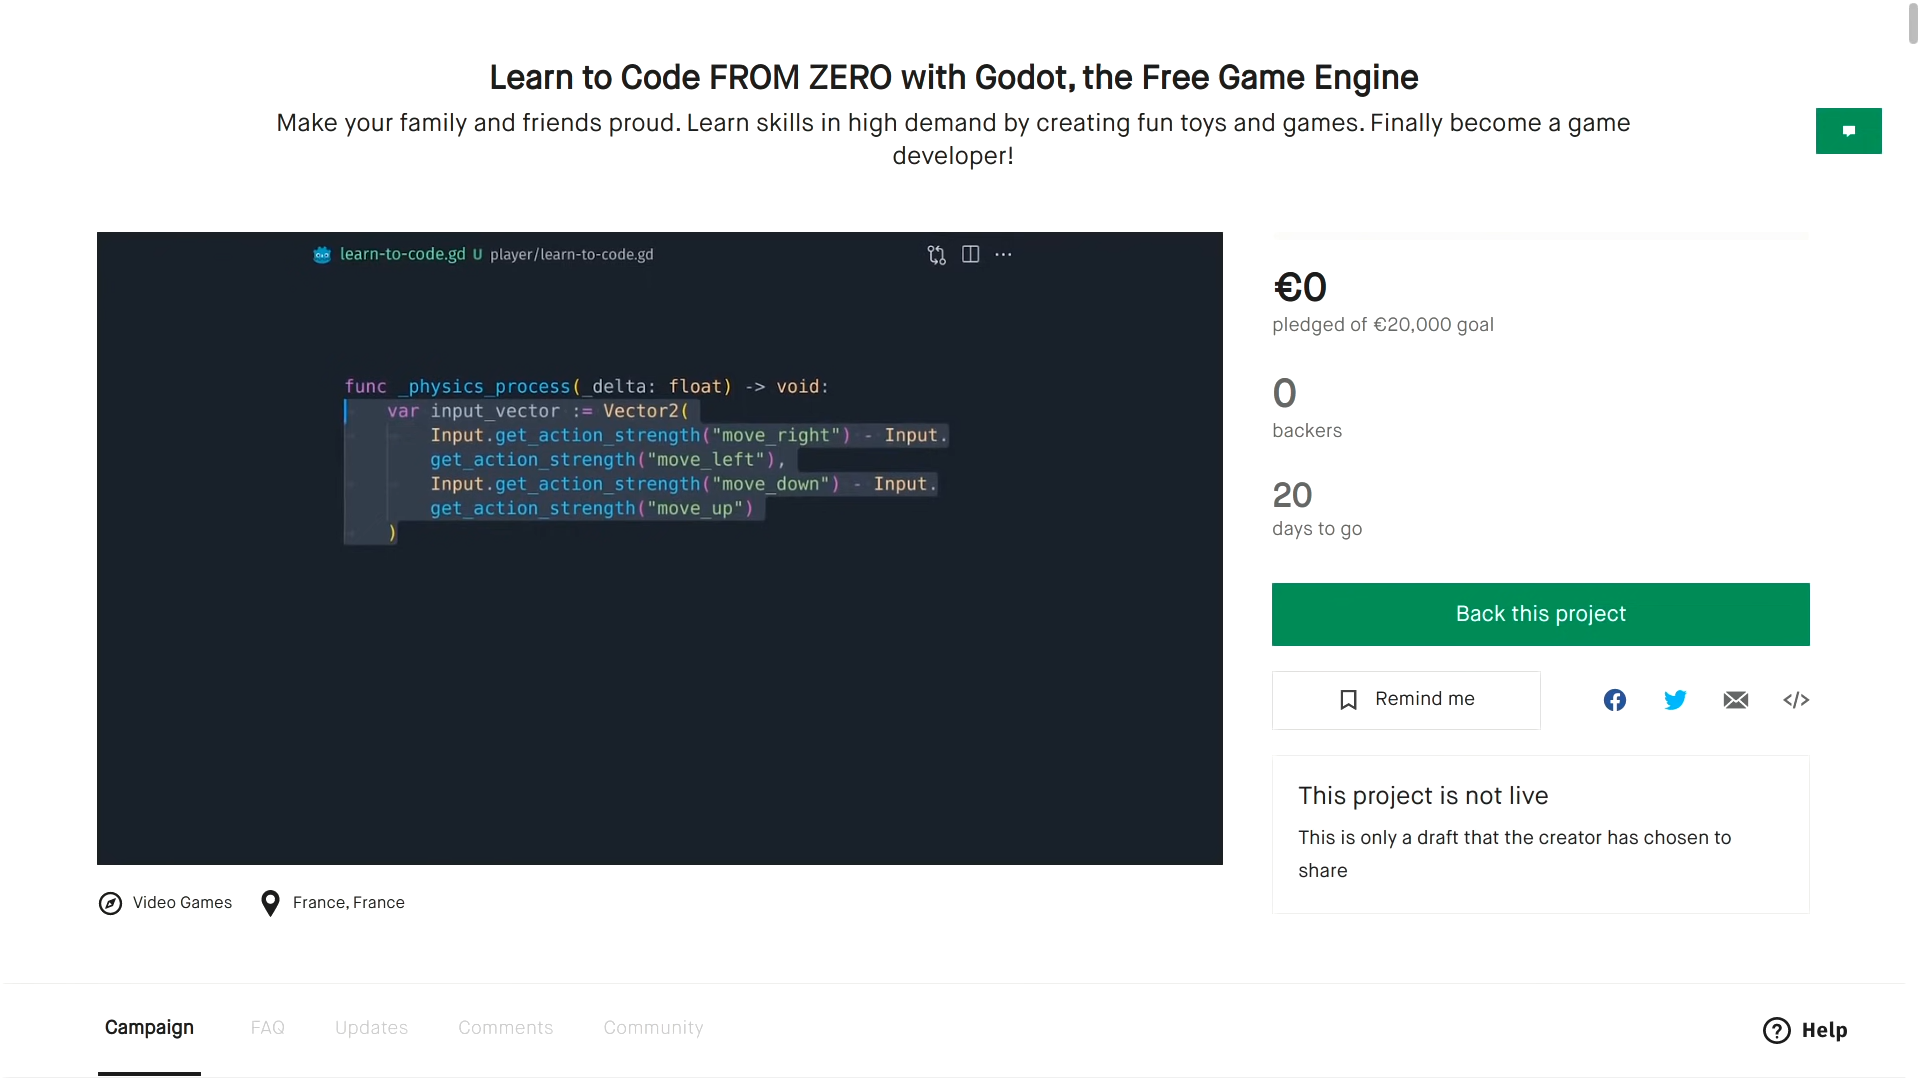 Learn to Code FROM ZERO with Godot, the Free Game Engine
Make your family and friends proud. Learn skills in high demand by creating fun toys and games. Finally become a game
developer!
learn-to-code.gd U player/learn-to-code.gd
func _physics_process(_delta: float) -> void:
var input_vector := Vector2(
Input.get_action_strength("move_right") - Input.
get_action_strength("move_left"),
Input.get_action_strength("move_down") - Input.
get_action_strength("move_up")
)
€0
pledged of €20,000 goal
0
backers
20
days to go
Back this project
Remind me
This project is not live
This is only a draft that the creator has chosen to
share
Video Games France, France
Campaign FAQ Updates Comments Community
Help